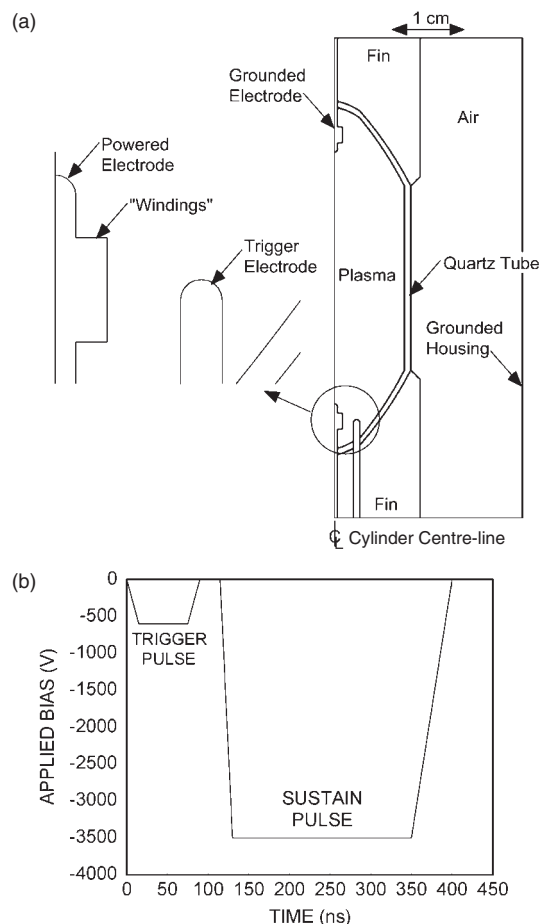 (a)
1 cm
Fin
Grounded
Electrode
Air
Powered
Electrode
"Windings"
Trigger
Electrode
Plasma
Quartz Tube
Grounded
Housing
Fin
℄ Cylinder Centre-line
(b)
0
-500
-1000
-1500
-2000
-2500
-3000
-3500
-4000
APPLIED BIAS (V)
TRIGGER
PULSE
SUSTAIN
PULSE
0 50 100 150 200 250 300 350 400 450
TIME (ns)